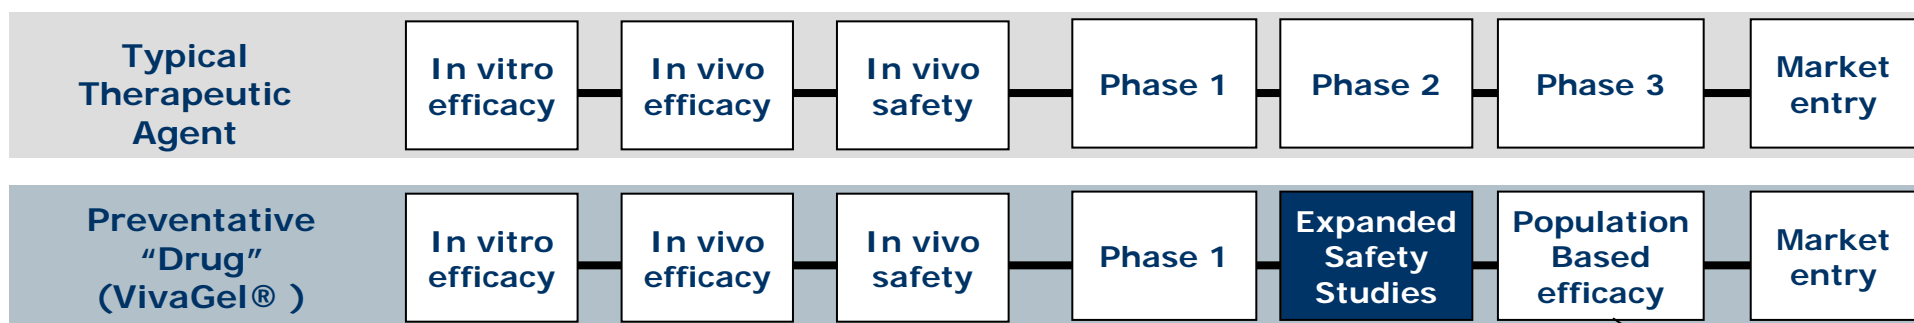 Typical
Therapeutic
Agent
In vitro
efficacy
In vivo
efficacy
In vivo
safety
Phase 1
Phase 2
Phase 3
Market
entry
Preventative
“Drug”
(VivaGel® )
In vitro
efficacy
In vivo
efficacy
In vivo
safety
Phase 1
Expanded
Safety
Studies
Population
Based
efficacy
Market
entry